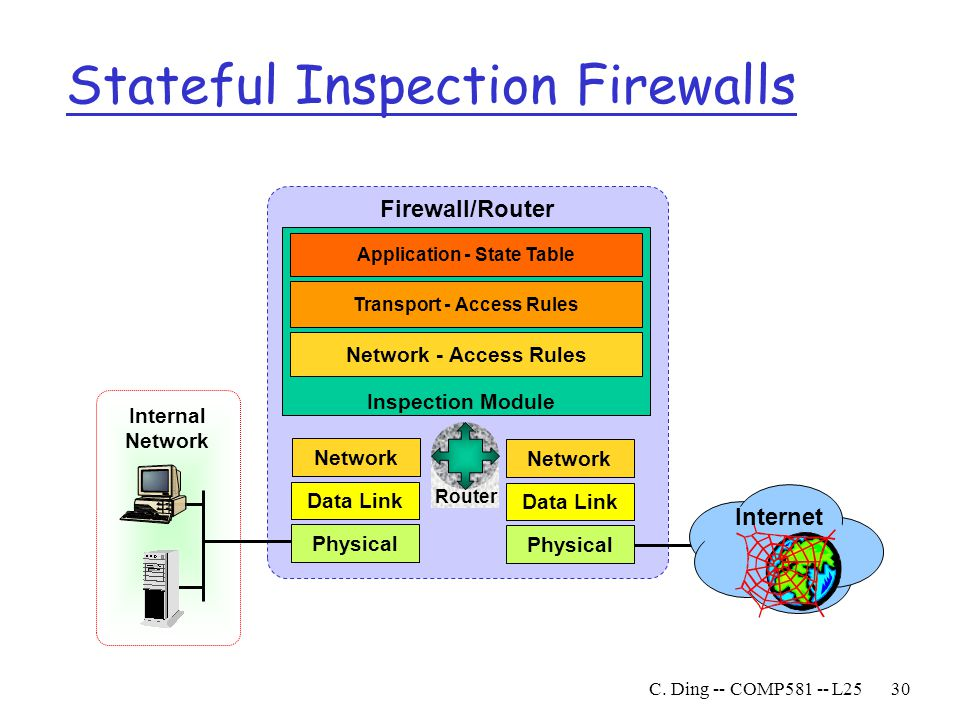 Stateful Inspection Firewalls
Firewall/Router
Application - State Table
Transport - Access Rules
Network - Access Rules
Inspection Module
Internal
Network
Network
Data Link
Physical
Router
Network
Data Link
Physical
Internet
C. Ding -- COMP581 -- L25 30